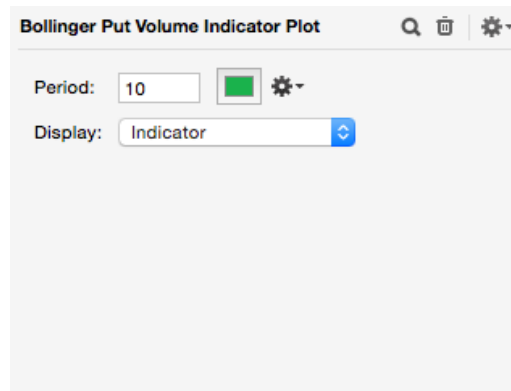 Bollinger Put Volume Indicator Plot
Period: 10
Display: Indicator